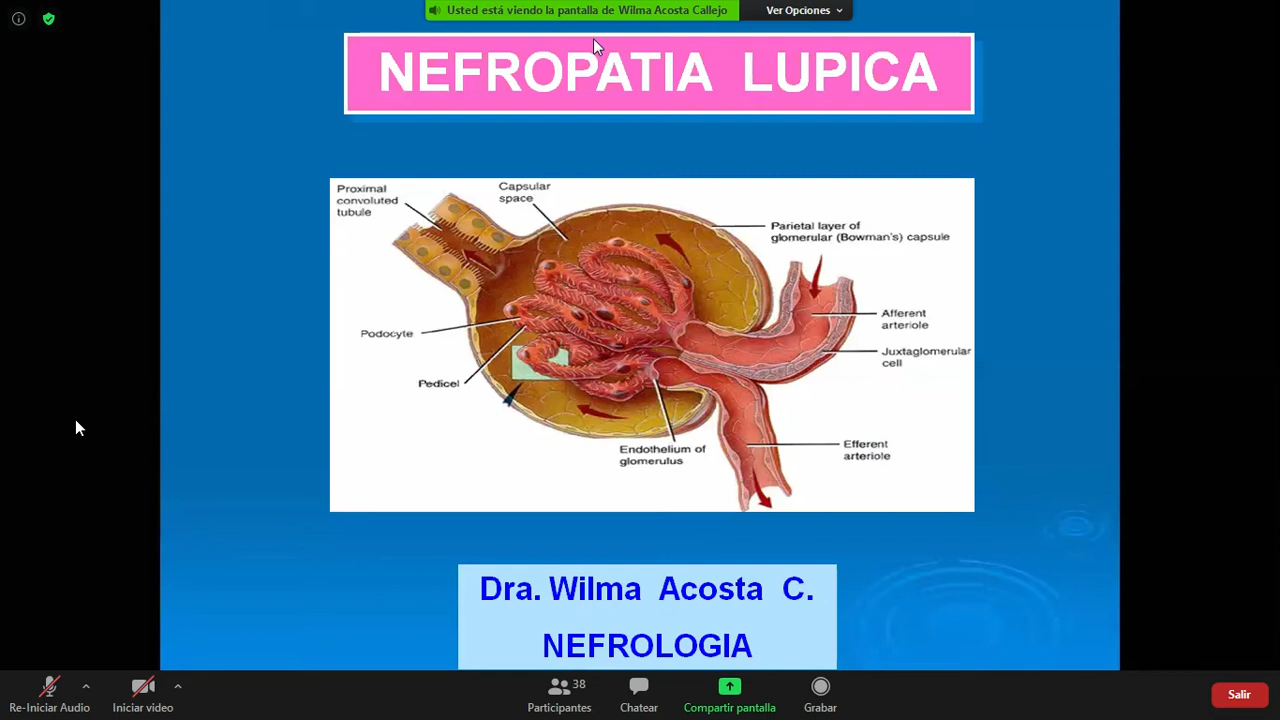 Usted está viendo la pantalla de Wilma Acosta Callejo
Ver Opciones
NEFROPATIA LUPICA
Proximal
convoluted
tubule
Capsular
space
Parietal layer of
glomerular (Bowman's) capsule
Afferent
arteriole
Juxtaglomerular
cell
Podocyte
Pedicel
Endothelium of
glomerulus
Efferent
arteriole
Dra. Wilma Acosta C.
NEFROLOGIA
Re-Iniciar Audio
Iniciar video
38
Participantes
Chatear
Compartir pantalla
Grabar
Salir